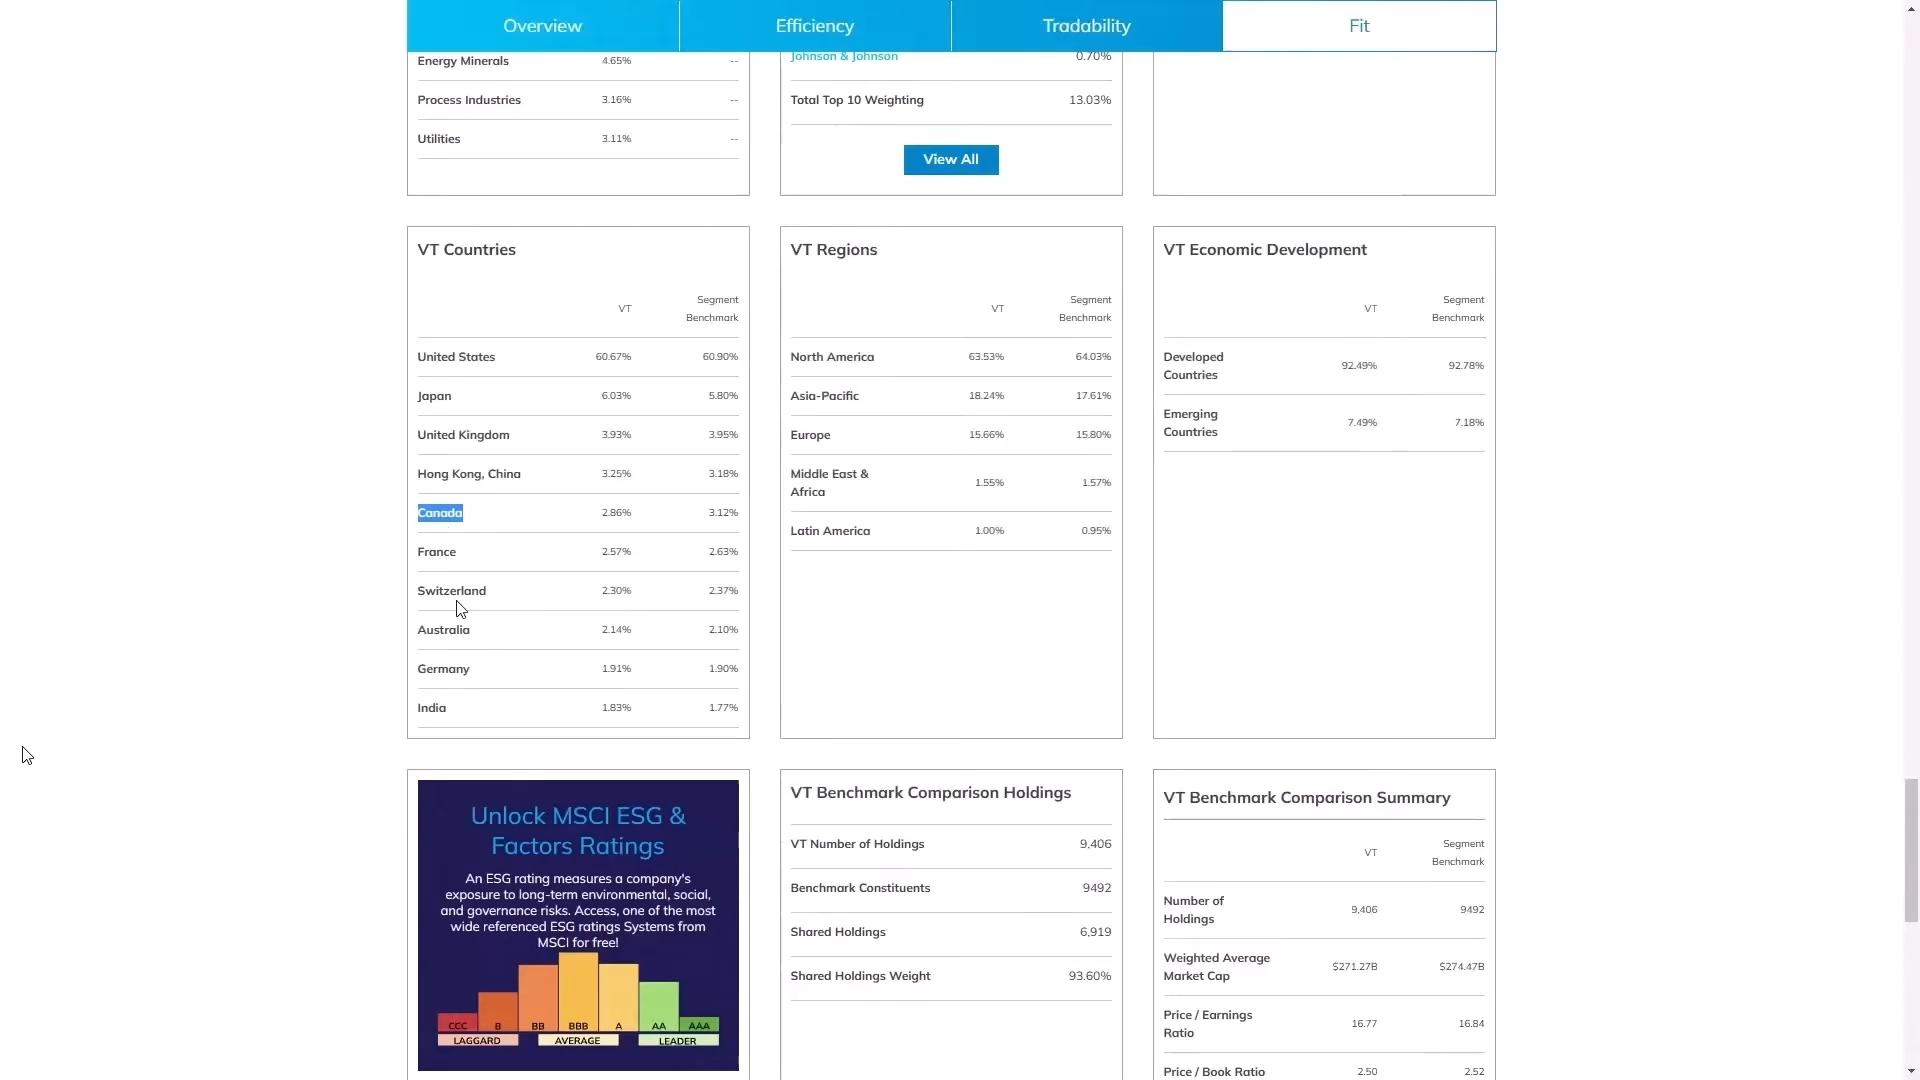 Overview
Efficiency
Tradability
Fit
Energy Minerals 4.65% --
Process Industries 3.16% --
Utilities 3.11% --
Johnson & Johnson 0.70%
Total Top 10 Weighting 13.03%
View All
VT Countries
VT Segment Benchmark
United States 60.67% 60.90%
Japan 6.03% 5.80%
United Kingdom 3.93% 3.95%
Hong Kong, China 3.25% 3.18%
Canada 2.86% 3.12%
France 2.57% 2.63%
Switzerland 2.30% 2.37%
Australia 2.14% 2.10%
Germany 1.91% 1.90%
India 1.83% 1.77%
VT Regions
VT Segment Benchmark
North America 63.53% 64.03%
Asia-Pacific 18.24% 17.61%
Europe 15.66% 15.80%
Middle East & Africa 1.55% 1.57%
Latin America 1.00% 0.95%
VT Economic Development
VT Segment Benchmark
Developed Countries 92.49% 92.78%
Emerging Countries 7.49% 7.18%
Unlock MSCI ESG &
Factors Ratings
An ESG rating measures a company's
exposure to long-term environmental, social,
and governance risks. Access, one of the most
wide referenced ESG ratings Systems from
MSCI for free!
CCC B BB BBB A AA AAA
LAGGARD AVERAGE LEADER
VT Benchmark Comparison Holdings
VT Number of Holdings 9,406
Benchmark Constituents 9492
Shared Holdings 6,919
Shared Holdings Weight 93.60%
VT Benchmark Comparison Summary
VT Segment Benchmark
Number of Holdings 9,406 9492
Weighted Average Market Cap $271.27B $274.47B
Price / Earnings Ratio 16.77 16.84
Price / Book Ratio 2.50 2.52